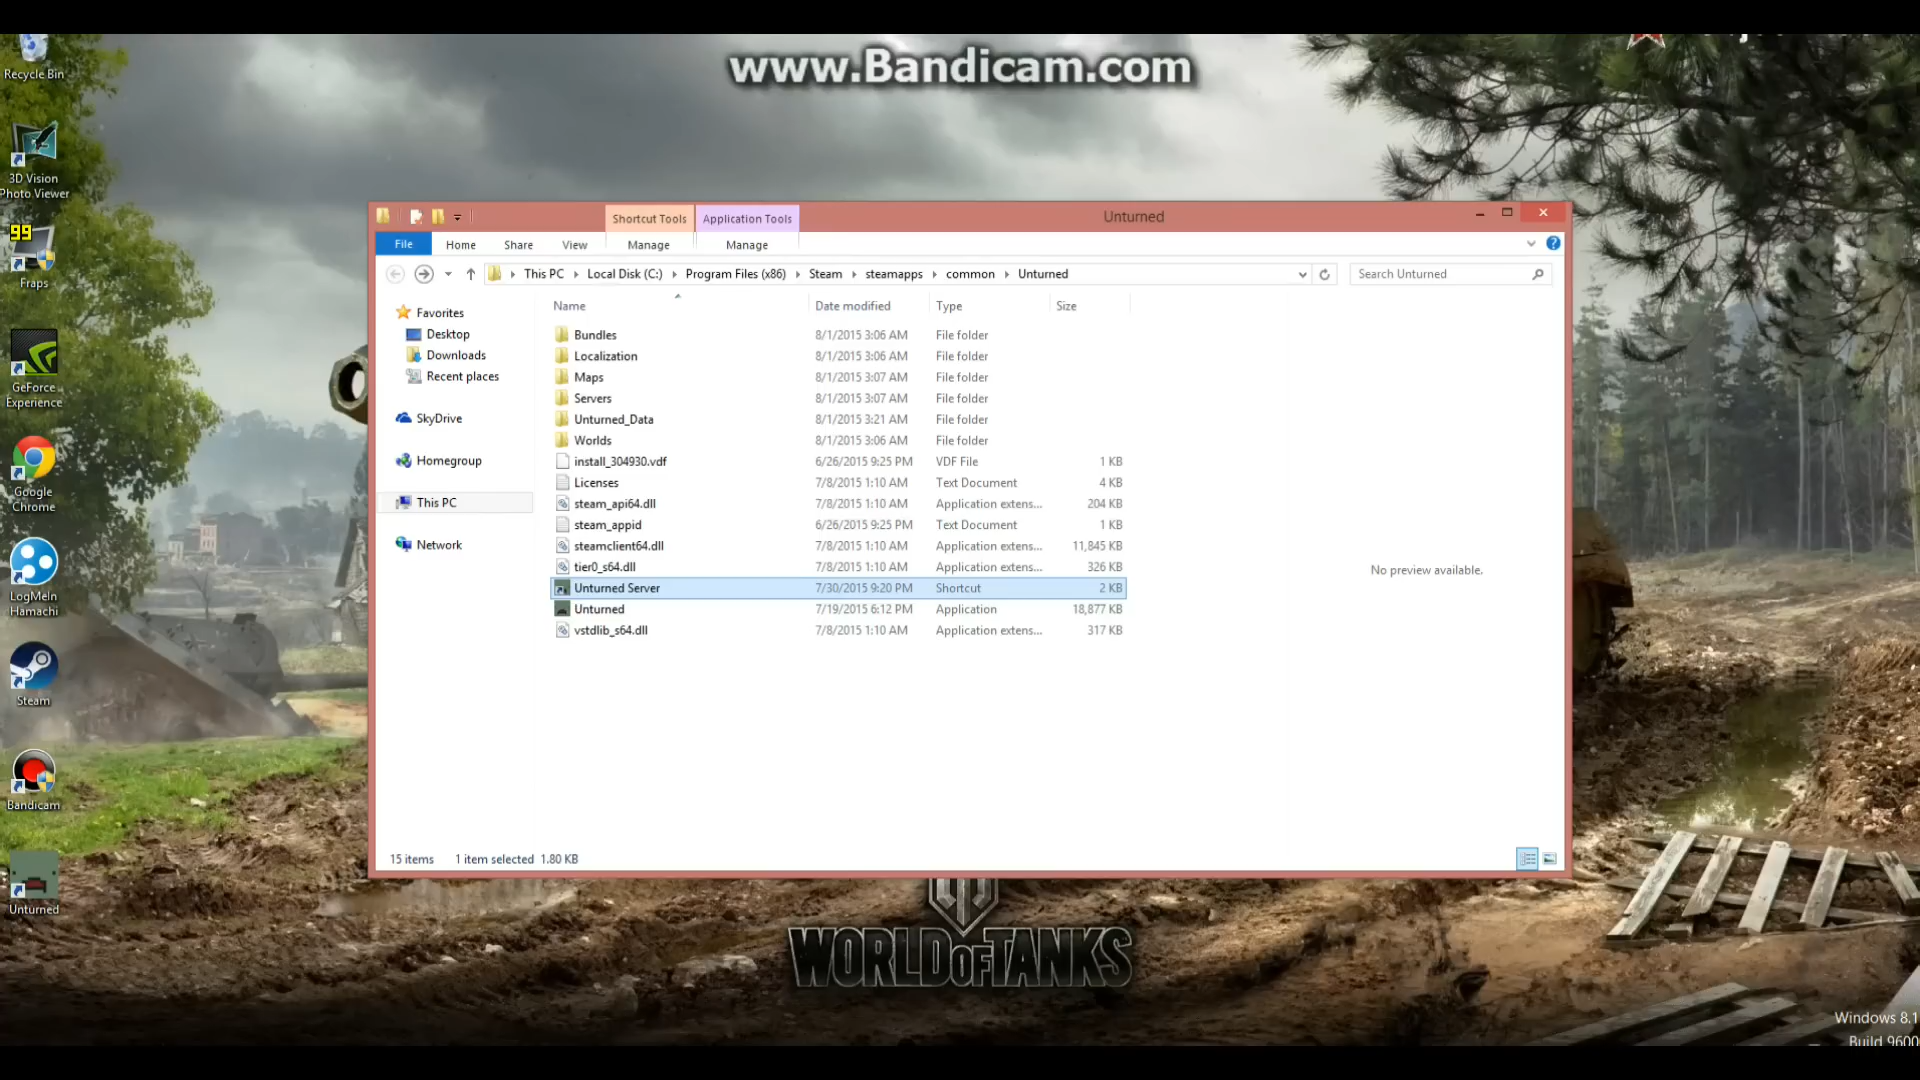 www.Bandicam.com
Recycle Bin
3D Vision
Photo Viewer
99
Fraps
GeForce
Experience
Google
Chrome
LogMeIn
Hamachi
Steam
Bandicam
Unturned
Shortcut Tools
Application Tools
Unturned
File
Home
Share
View
Manage
Manage
This PC
Local Disk (C:)
Program Files (x86)
Steam
steamapps
common
Unturned
Search Unturned
Favorites
Desktop
Downloads
Recent places
SkyDrive
Homegroup
This PC
Network
Name Date modified Type Size
Bundles 8/1/2015 3:06 AM File folder
Localization 8/1/2015 3:06 AM File folder
Maps 8/1/2015 3:07 AM File folder
Servers 8/1/2015 3:07 AM File folder
Unturned_Data 8/1/2015 3:21 AM File folder
Worlds 8/1/2015 3:06 AM File folder
install_304930.vdf 6/26/2015 9:25 PM VDF File 1 KB
Licenses 7/8/2015 1:10 AM Text Document 4 KB
steam_api64.dll 7/8/2015 1:10 AM Application extens... 204 KB
steam_appid 6/26/2015 9:25 PM Text Document 1 KB
steamclient64.dll 7/8/2015 1:10 AM Application extens... 11,845 KB
tier0_s64.dll 7/8/2015 1:10 AM Application extens... 326 KB
Unturned Server 7/30/2015 9:20 PM Shortcut 2 KB
Unturned 7/19/2015 6:12 PM Application 18,877 KB
vstdlib_s64.dll 7/8/2015 1:10 AM Application extens... 317 KB
No preview available.
15 items 1 item selected 1.80 KB
WORLD OF TANKS
Windows 8.1
Build 9600